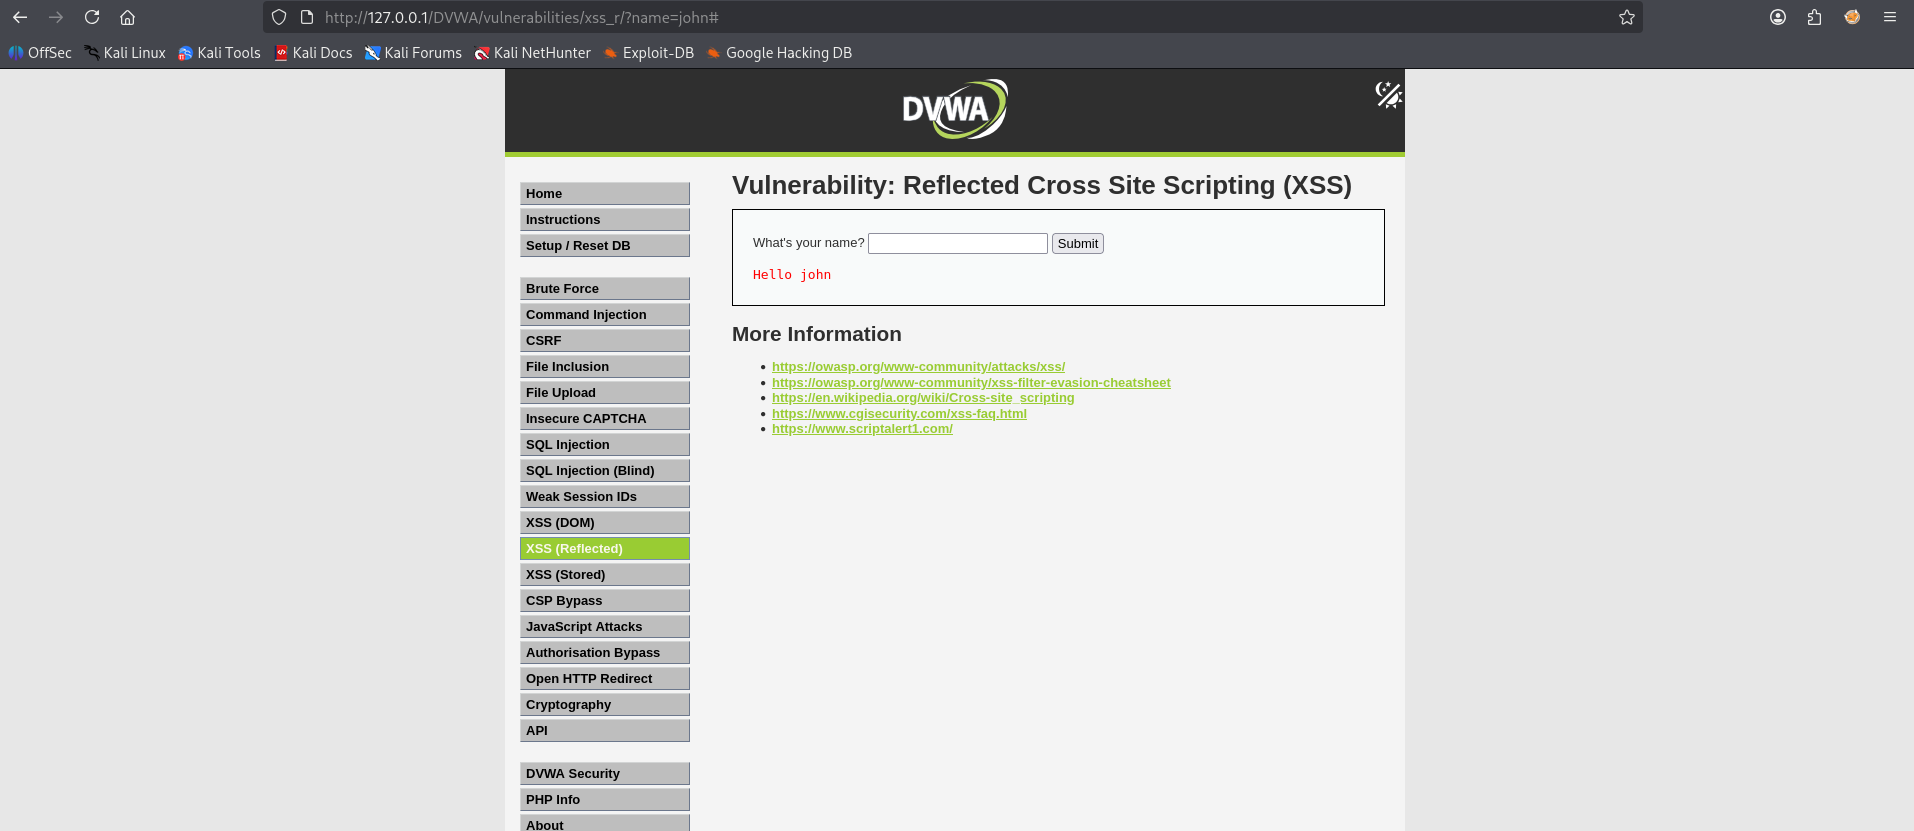 http://127.0.0.1/DVWA/vulnerabilities/xss_r/?name=john#
OffSec Kali Linux Kali Tools Kali Docs Kali Forums Kali NetHunter Exploit-DB Google Hacking DB
DVWA
Home
Instructions
Setup / Reset DB
Brute Force
Command Injection
CSRF
File Inclusion
File Upload
Insecure CAPTCHA
SQL Injection
SQL Injection (Blind)
Weak Session IDs
XSS (DOM)
XSS (Reflected)
XSS (Stored)
CSP Bypass
JavaScript Attacks
Authorisation Bypass
Open HTTP Redirect
Cryptography
API
DVWA Security
PHP Info
About
Vulnerability: Reflected Cross Site Scripting (XSS)
What's your name? Submit
Hello john
More Information
https://owasp.org/www-community/attacks/xss/
https://owasp.org/www-community/xss-filter-evasion-cheatsheet
https://en.wikipedia.org/wiki/Cross-site_scripting
https://www.cgisecurity.com/xss-faq.html
https://www.scriptalert1.com/